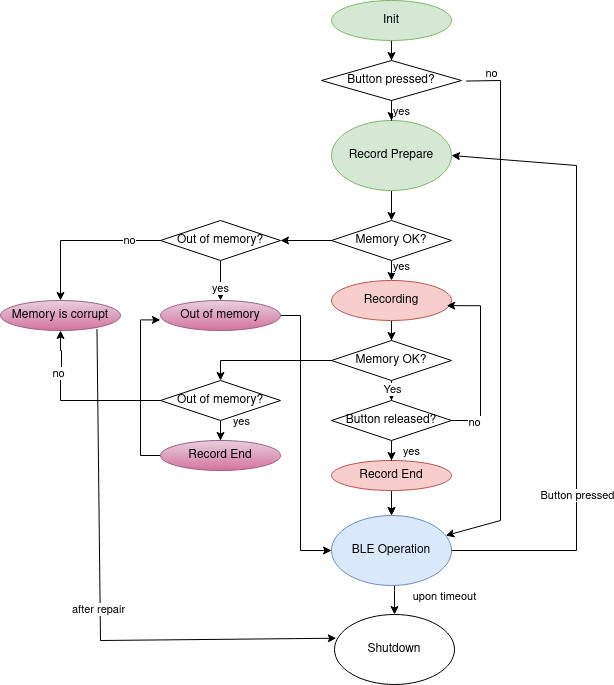 Init
Button pressed?
no
yes
Record Prepare
Out of memory?
Memory OK?
no
yes
yes
Memory is corrupt
Out of memory
Recording
Memory OK?
no
Yes
Out of memory?
Button released?
yes
no
Record End
yes
Record End
Button pressed
BLE Operation
upon timeout
after repair
Shutdown